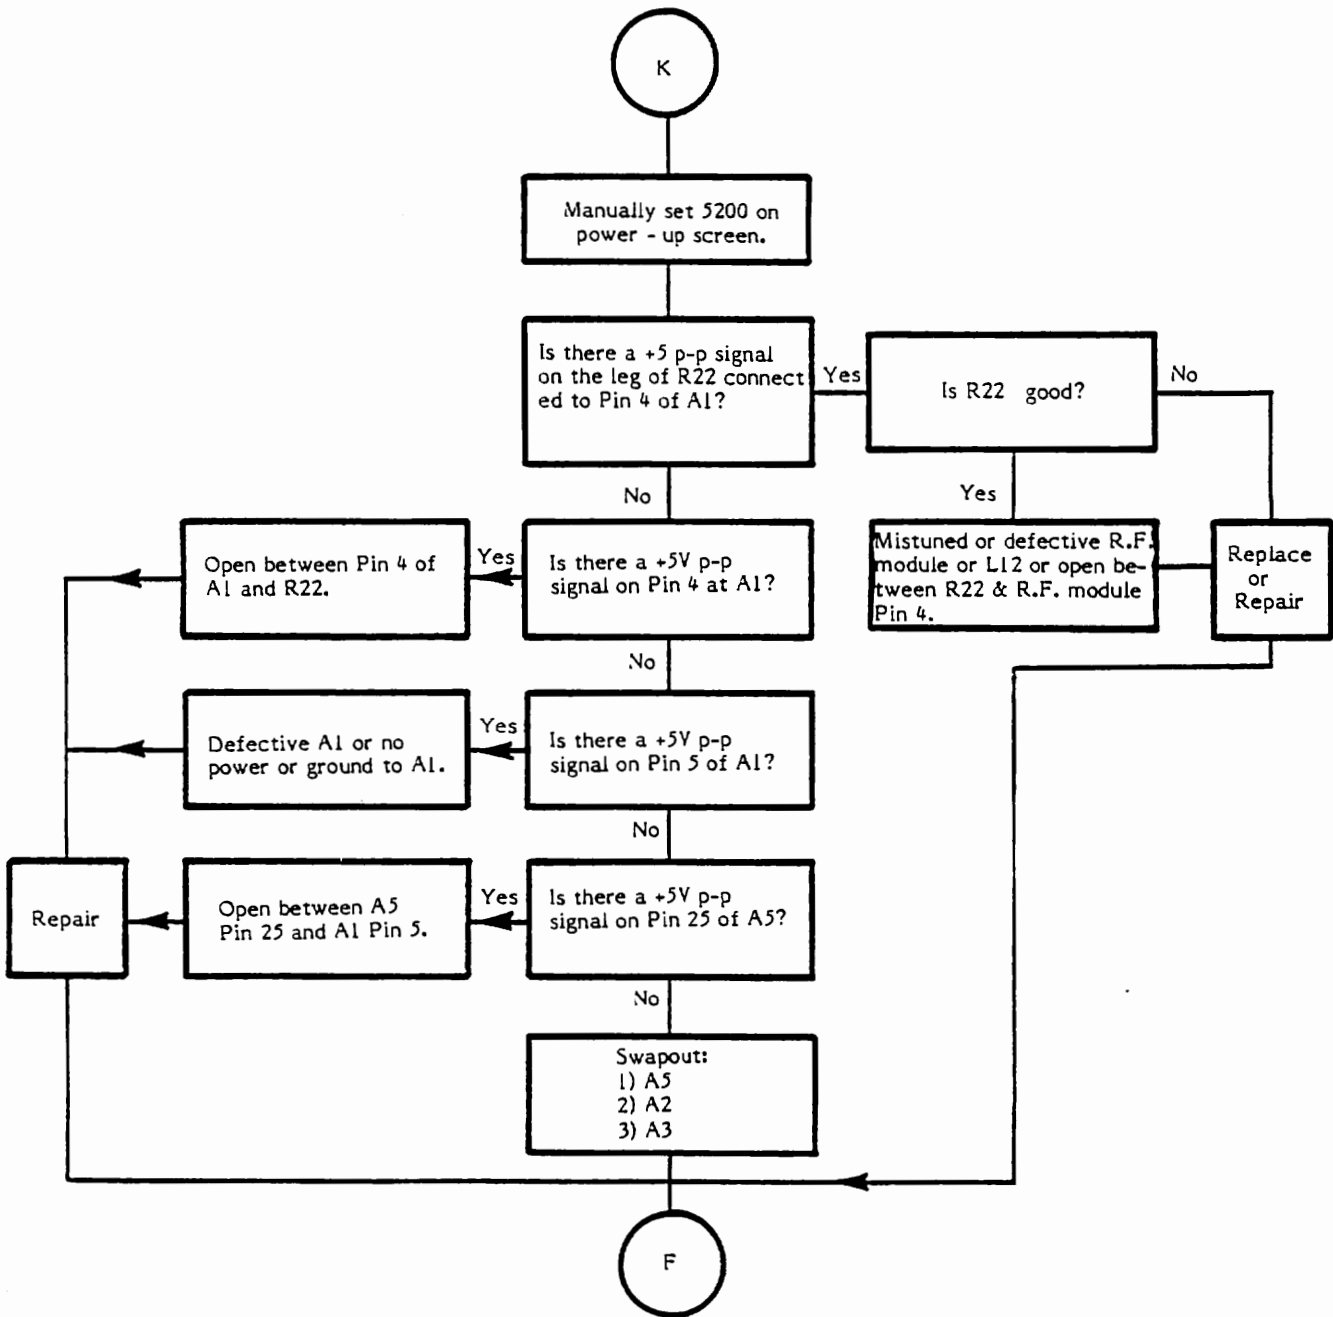 K
Manually set 5200 on
power - up screen.
Is there a +5 p-p signal
on the leg of R22 connect
ed to Pin 4 of A1?
Yes
Is R22 good?
No
No
Yes
Open between Pin 4 of
A1 and R22.
Yes
Is there a +5V p-p
signal on Pin 4 at A1?
Mistuned or defective R.F.
module or L12 or open be-
tween R22 & R.F. module
Pin 4.
Replace
or
Repair
No
Defective A1 or no
power or ground to A1.
Yes
Is there a +5V p-p
signal on Pin 5 of A1?
No
Repair
Open between A5
Pin 25 and A1 Pin 5.
Yes
Is there a +5V p-p
signal on Pin 25 of A5?
No
Swapout:
1) A5
2) A2
3) A3
F